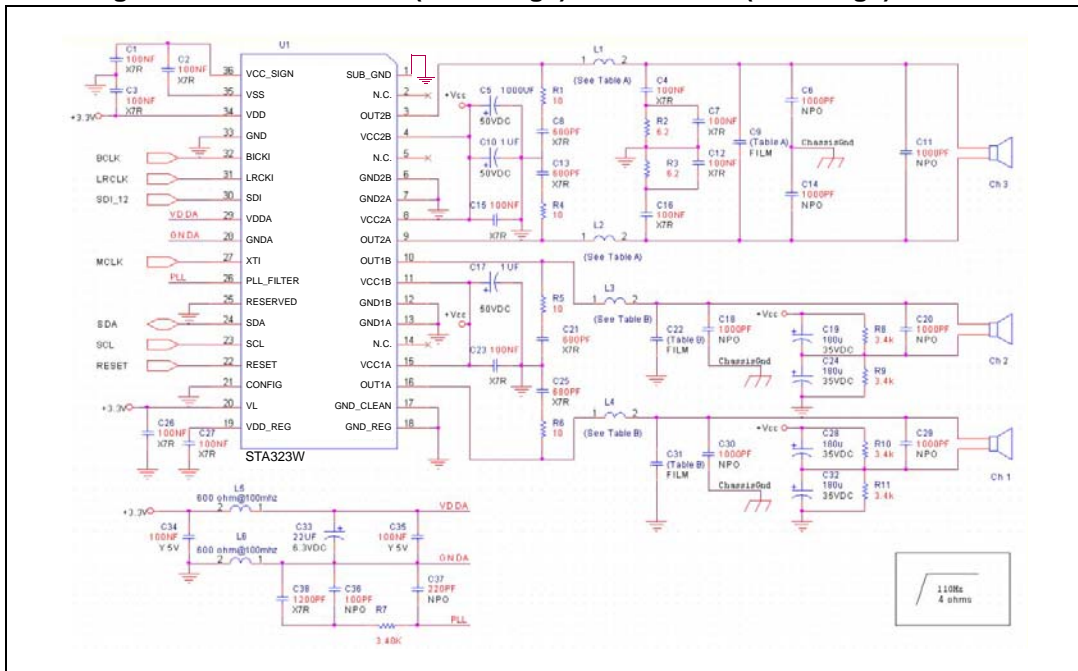 U1
STA323W
36 VCC_SIGN
35 VSS
34 VDD
33 GND
32 BICKI
31 LRCKI
30 SDI
29 VDDA
28 GNDA
27 XTI
26 PLL_FILTER
25 RESERVED
24 SDA
23 SCL
22 RESET
21 CONFIG
20 VL
19 VDD_REG
SUB_GND 1
N.C. 2
OUT2B 3
VCC2B 4
N.C. 5
GND2B 6
GND2A 7
VCC2A 8
OUT2A 9
OUT1B 10
VCC1B 11
GND1B 12
GND1A 13
N.C. 14
VCC1A 15
OUT1A 16
GND_CLEAN 17
GND_REG 18
C1
100NF
X7R
C2
100NF
X7R
C3
100NF
X7R
+3.3V
BCLK
LRCLK
SDI_12
VDDA
GNDA
MCLK
PLL
SDA
SCL
RESET
+3.3V
C26
100NF
X7R
C27
100NF
X7R
+Vcc
C5 1000UF
50VDC
C10 1UF
50VDC
C15 100NF
X7R
R1
10
C8
680PF
X7R
C13
680PF
X7R
R4
10
L1
1 2
(See Table A)
C4
100NF
X7R
R2
6.2
R3
6.2
C16
100NF
X7R
C7
100NF
X7R
C12
100NF
X7R
L2
1 2
(See Table A)
C9
(Table A)
FILM
C6
1000PF
NPO
ChassisGnd
C14
1000PF
NPO
C11
1000PF
NPO
Ch 3
C17 1UF
50VDC
+Vcc
C23 100NF
X7R
R5
10
C21
680PF
X7R
C25
680PF
X7R
R6
10
L3
1 2
(See Table B)
C22
(Table B)
FILM
C18
1000PF
NPO
ChassisGnd
+Vcc
C19
180u
35VDC
C24
180u
35VDC
R8
3.4k
R9
3.4k
C20
1000PF
NPO
Ch 2
L4
1 2
(See Table B)
C31
(Table B)
FILM
C30
1000PF
NPO
ChassisGnd
+Vcc
C28
180u
35VDC
C32
180u
35VDC
R10
3.4k
R11
3.4k
C29
1000PF
NPO
Ch 1
L5
600 ohm@100mhz
2 1
VDDA
+3.3V
C34
100NF
Y5V
C33
22UF
6.3VDC
C35
100NF
Y5V
L6
600 ohm@100mhz
2 1
GNDA
C38
1200PF
X7R
C36
100PF
NPO
C37
220PF
NPO
R7
3.40K
PLL
110Hz
4 ohms